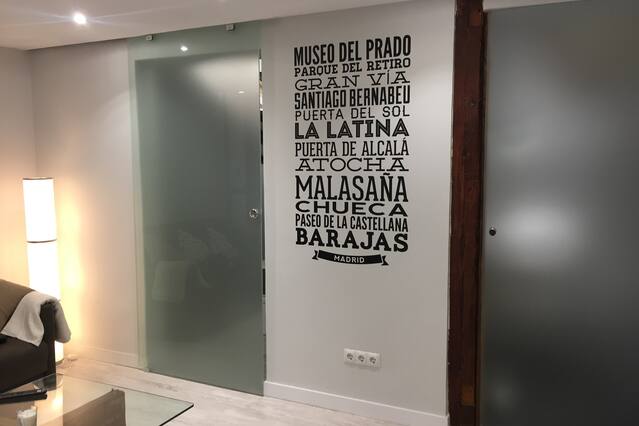 MUSEO DEL PRADO
PARQUE DEL RETIRO
GRAN VÍA
SANTIAGO BERNABEU
PUERTA DEL SOL
LA LATINA
PUERTA DE ALCALÁ
ATOCHA
MALASAÑA
CHUECA
PASEO DE LA CASTELLANA
BARAJAS
MADRID